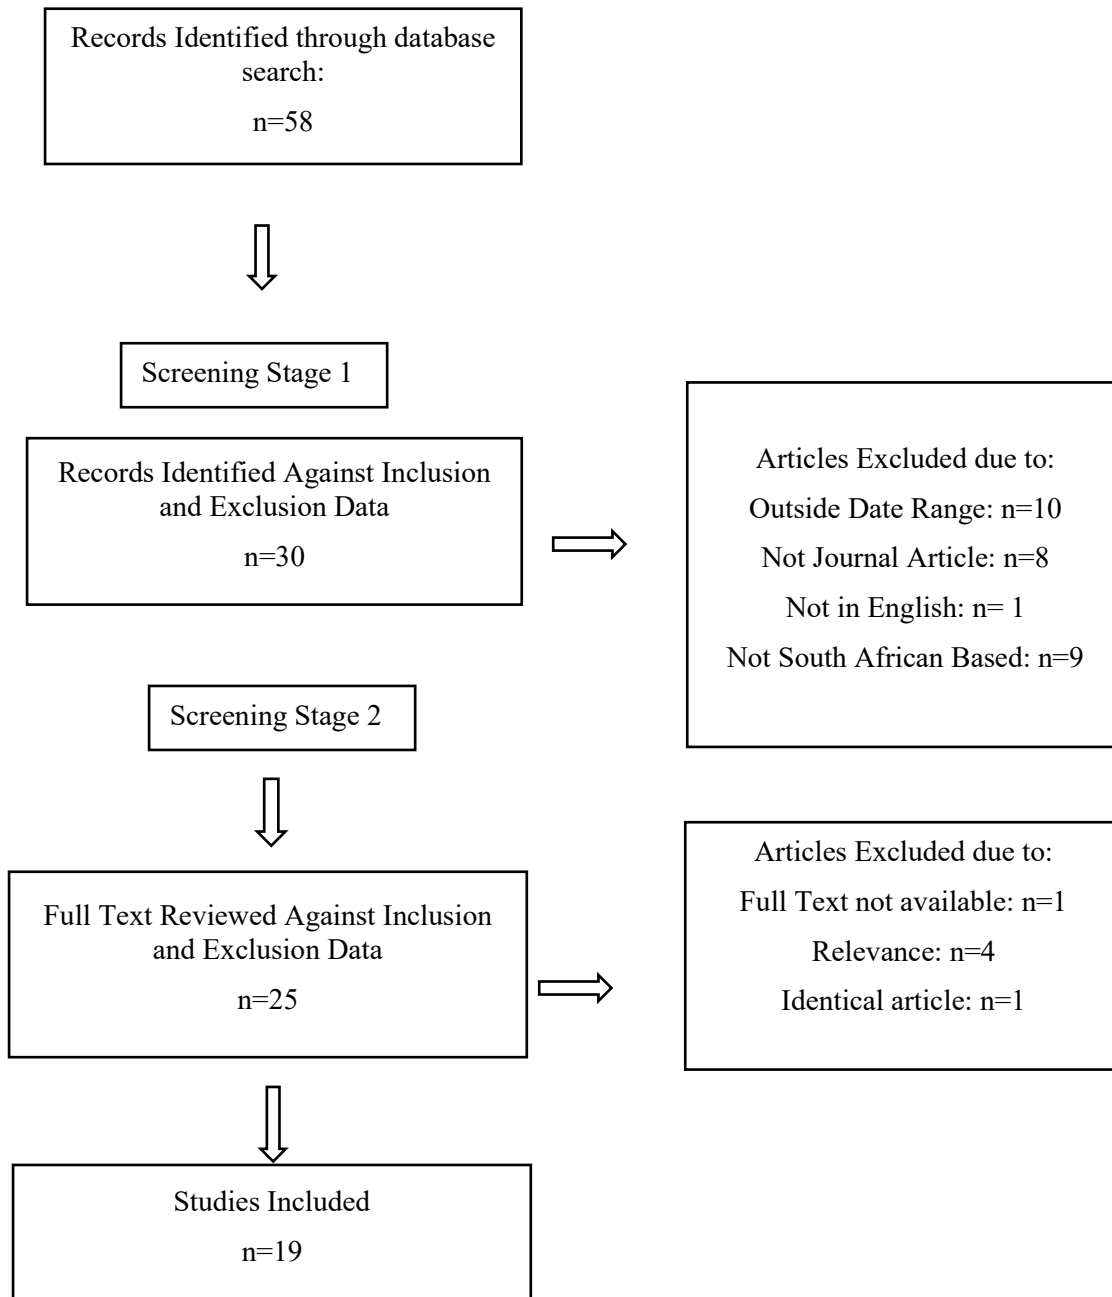 Records Identified through database
search:
n=58
Screening Stage 1
Records Identified Against Inclusion
and Exclusion Data
n=30
Articles Excluded due to:
Outside Date Range: n=10
Not Journal Article: n=8
Not in English: n= 1
Not South African Based: n=9
Screening Stage 2
Full Text Reviewed Against Inclusion
and Exclusion Data
n=25
Articles Excluded due to:
Full Text not available: n=1
Relevance: n=4
Identical article: n=1
Studies Included
n=19